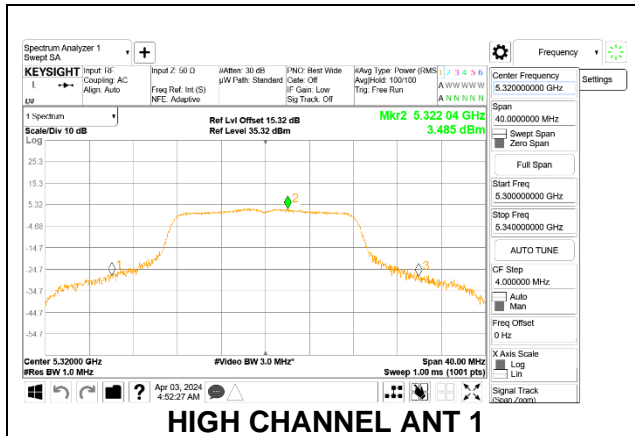 Spectrum Analyzer 1
Swept SA
+
Frequency
KEYSIGHT
Input: RF
Coupling: AC
Align: Auto
Input Z: 50 Ω
Freq Ref: Int (S)
NFE: Adaptive
#Atten: 30 dB
µW Path: Standard
PNO: Best Wide
Gate: Off
IF Gain: Low
Sig Track: Off
#Avg Type: Power (RMS
Avg|Hold: 100/100
Trig: Free Run
1 2 3 4 5 6
A W W W W W
A N N N N N
1 Spectrum
Scale/Div 10 dB
Log
Ref Lvl Offset 15.32 dB
Ref Level 35.32 dBm
Mkr2 5.322 04 GHz
3.485 dBm
25.3
15.3
5.32
-4.68
-14.7
-24.7
-34.7
-44.7
-54.7
1
2
3
Center 5.32000 GHz
#Res BW 1.0 MHz
#Video BW 3.0 MHz*
Span 40.00 MHz
Sweep 1.00 ms (1001 pts)
Center Frequency
5.320000000 GHz
Settings
Span
40.0000000 MHz
Swept Span
Zero Span
Full Span
Start Freq
5.300000000 GHz
Stop Freq
5.340000000 GHz
AUTO TUNE
CF Step
4.000000 MHz
Auto
Man
Freq Offset
0 Hz
X Axis Scale
Log
Lin
Signal Track
(Span Zoom)
?
Apr 03, 2024
4:52:27 AM
HIGH CHANNEL ANT 1